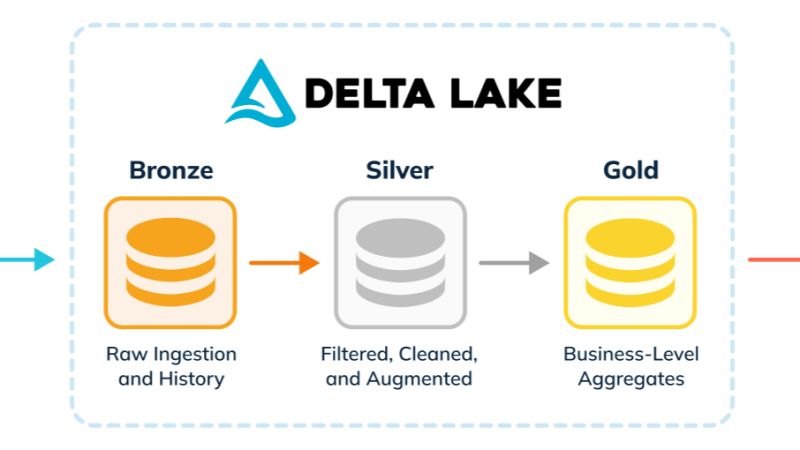 DELTA LAKE
Bronze
Silver
Gold
Raw Ingestion
and History
Filtered, Cleaned,
and Augmented
Business-Level
Aggregates